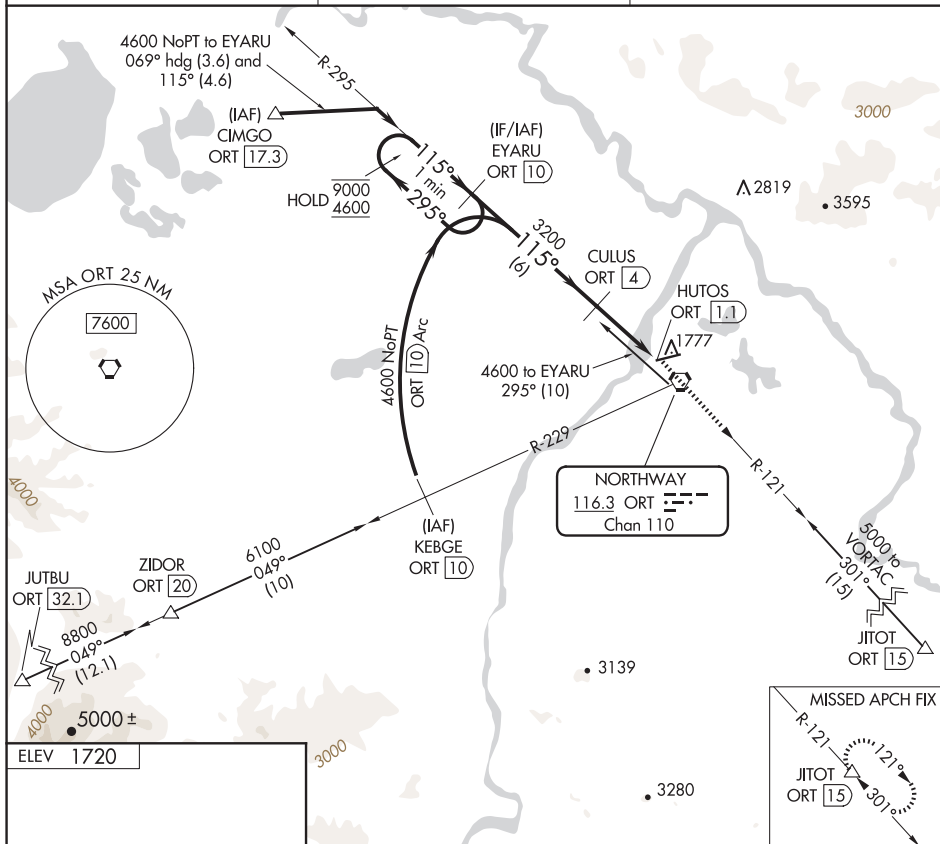 4600 NoPT to EYARU
069° hdg (3.6) and
115° (4.6)
R-295
(IAF)
CIMGO
ORT 17.3
(IF/IAF)
EYARU
ORT 10
3000
115°
1 min
295°
HOLD 9000
4600
2819
3595
3200
115°
(6)
CULUS
ORT 4
HUTOS
ORT 1.1
1777
MSA ORT 25 NM
7600
4600 NoPT
ORT 10 Arc
4600 to EYARU
295° (10)
R-229
NORTHWAY
116.3 ORT
Chan 110
R-121
5000 to
VORTAC
301°
(15)
JITOT
ORT 15
4000
(IAF)
KEBGE
ORT 10
6100
049°
(10)
ZIDOR
ORT 20
JUTBU
ORT 32.1
8800
049°
(12.1)
4000
5000 ±
3139
3000
3280
ELEV 1720
MISSED APCH FIX
R-121
121°
JITOT
ORT 15
301°